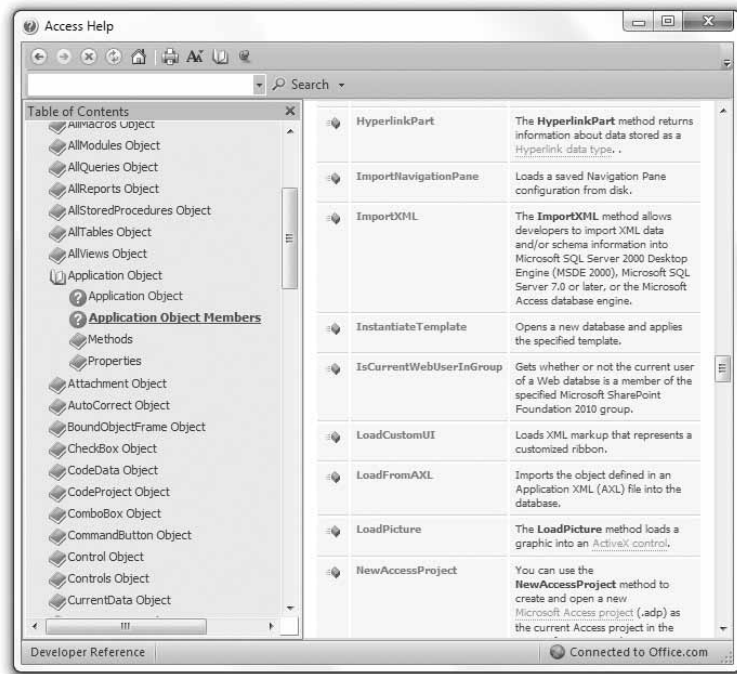 Access Help
Search
Table of Contents
AllMacros Object
AllModules Object
AllQueries Object
AllReports Object
AllStoredProcedures Object
AllTables Object
AllViews Object
Application Object
Application Object
Application Object Members
Methods
Properties
Attachment Object
AutoCorrect Object
BoundObjectFrame Object
CheckBox Object
CodeData Object
CodeProject Object
ComboBox Object
CommandButton Object
Control Object
Controls Object
CurrentData Object
HyperlinkPart
The HyperlinkPart method returns
information about data stored as a
Hyperlink data type. .
ImportNavigationPane
Loads a saved Navigation Pane
configuration from disk.
ImportXML
The ImportXML method allows
developers to import XML data
and/or schema information into
Microsoft SQL Server 2000 Desktop
Engine (MSDE 2000), Microsoft SQL
Server 7.0 or later, or the Microsoft
Access database engine.
InstantiateTemplate
Opens a new database and applies
the specified template.
IsCurrentWebUserInGroup
Gets whether or not the current user
of a Web databse is a member of the
specified Microsoft SharePoint
Foundation 2010 group.
LoadCustomUI
Loads XML markup that represents a
customized ribbon.
LoadFromAXL
Imports the object defined in an
Application XML (AXL) file into the
database.
LoadPicture
The LoadPicture method loads a
graphic into an ActiveX control.
NewAccessProject
You can use the
NewAccessProject method to
create and open a new
Microsoft Access project (.adp) as
the current Access project in the
Developer Reference
Connected to Office.com